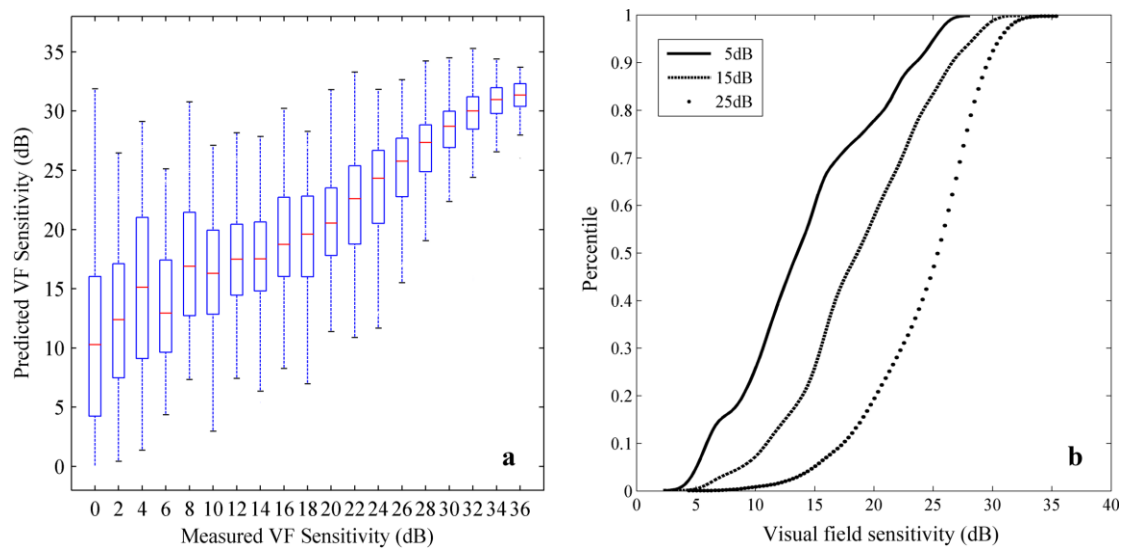 35
30
25
20
15
10
5
0
Predicted VF Sensitivity (dB)
0 2 4 6 8 10 12 14 16 18 20 22 24 26 28 30 32 34 36
Measured VF Sensitivity (dB)
a
1
0.9
0.8
0.7
0.6
0.5
0.4
0.3
0.2
0.1
0
Percentile
5dB
15dB
25dB
0 5 10 15 20 25 30 35 40
Visual field sensitivity (dB)
b